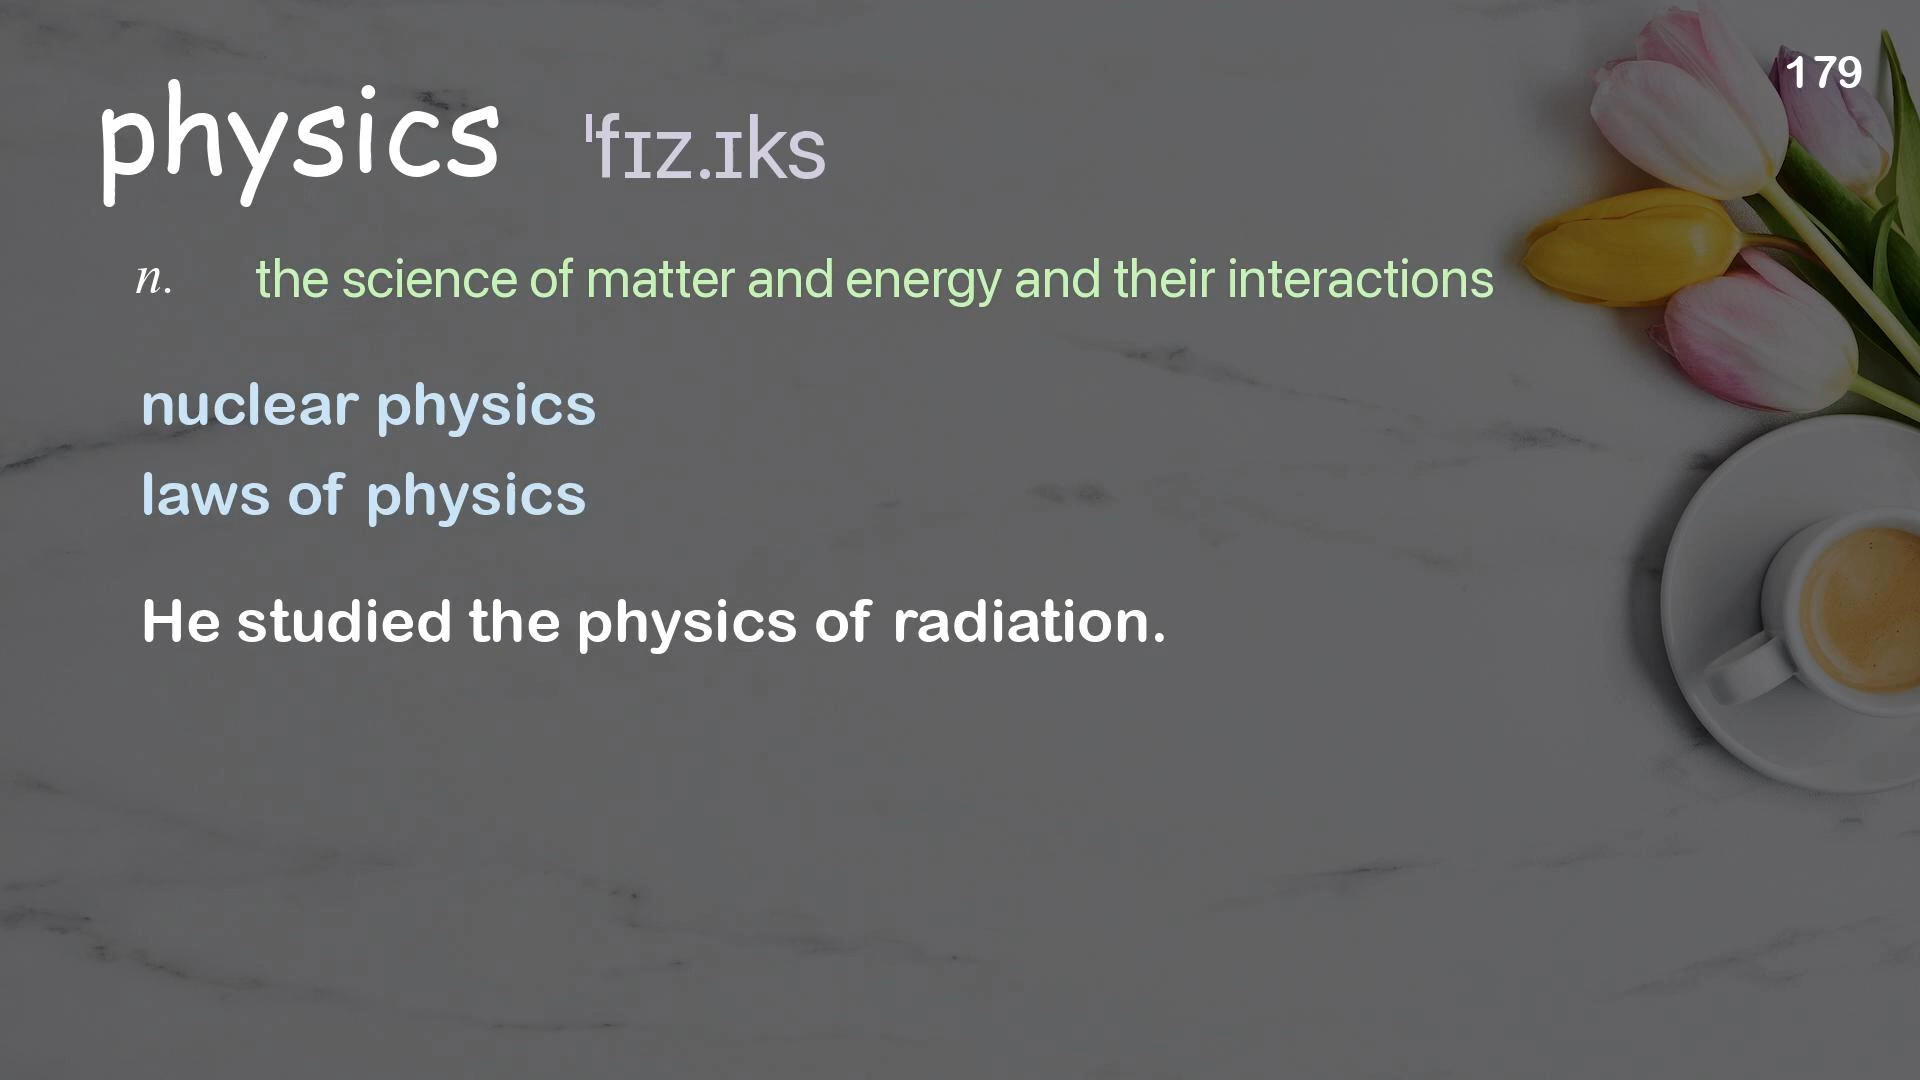 179
physics ˈfɪz.ɪks
n. the science of matter and energy and their interactions
nuclear physics
laws of physics
He studied the physics of radiation.